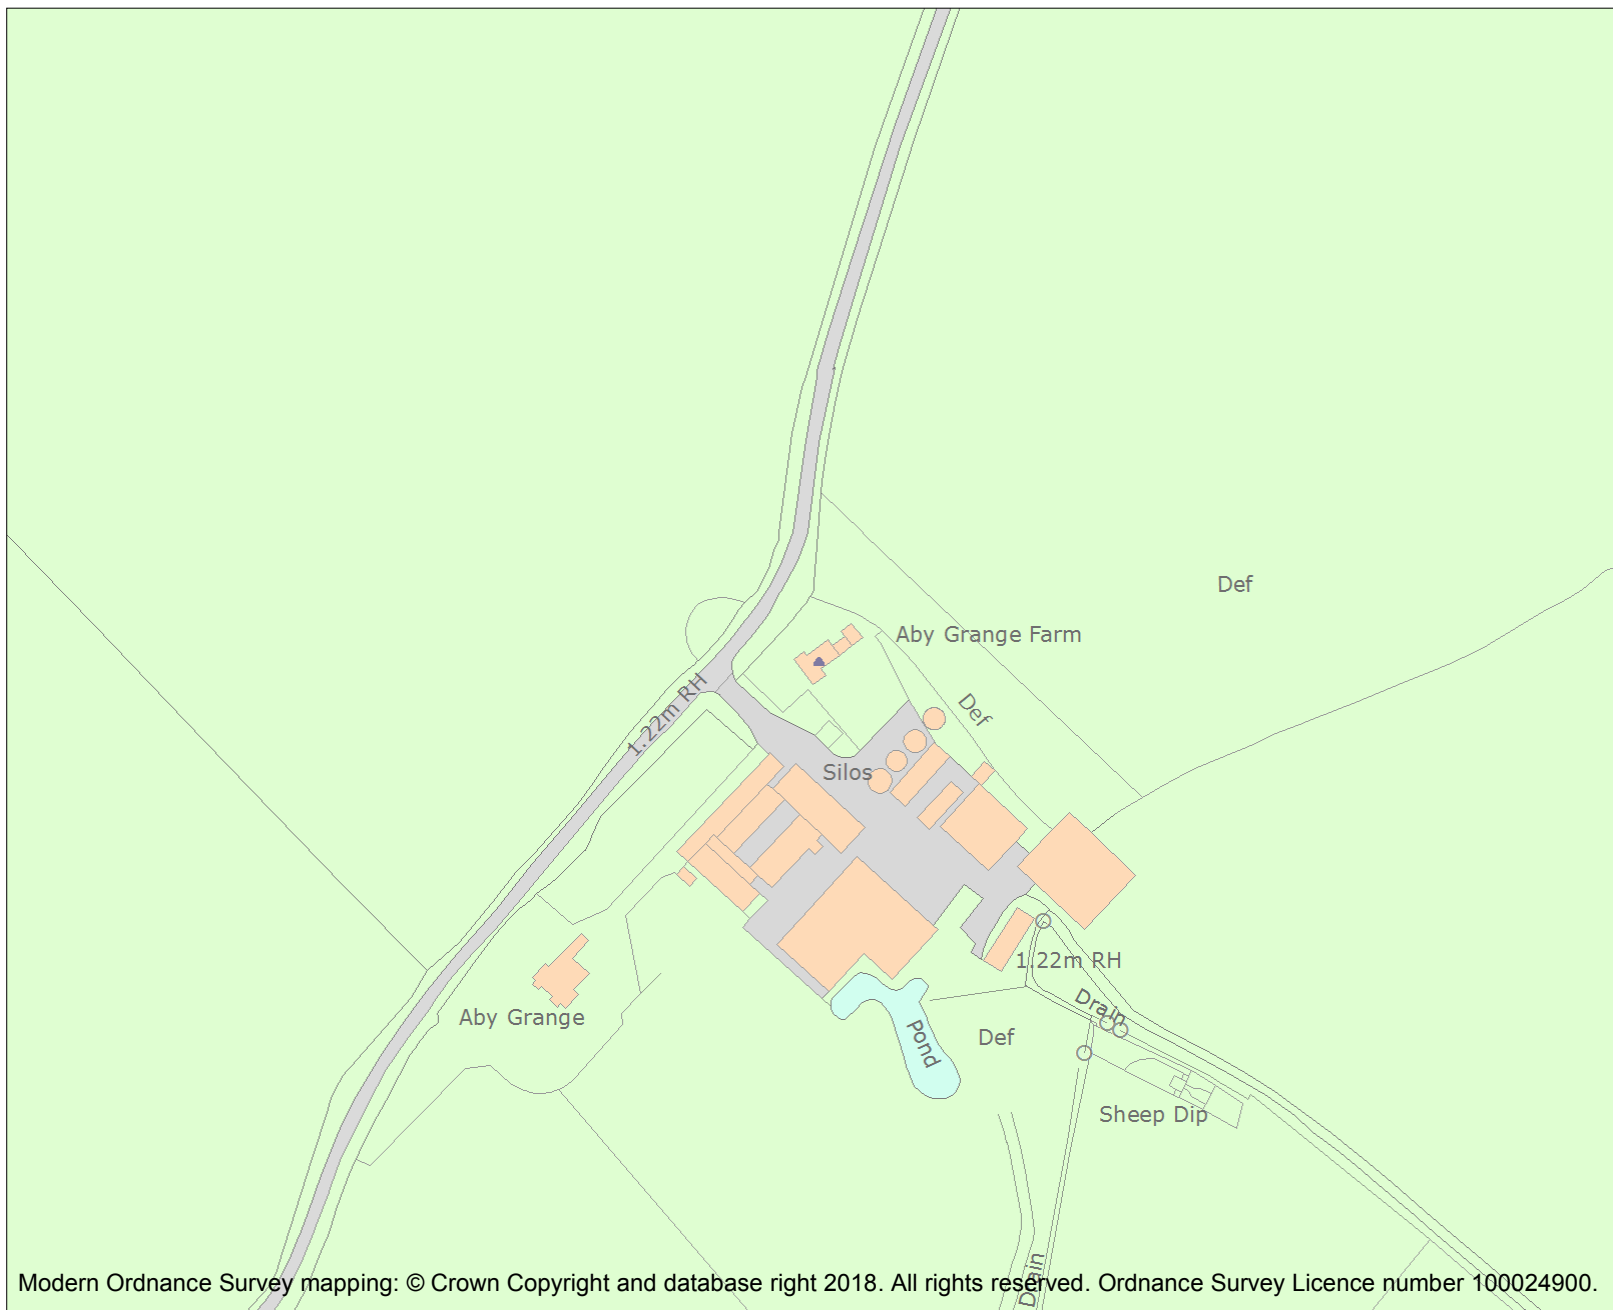 Def
Aby Grange Farm
1.22m RH
Def
Silos
1.22m RH
Drain
Aby Grange
Pond
Def
Sheep Dip
Drain
Modern Ordnance Survey mapping: © Crown Copyright and database right 2018. All rights reserved. Ordnance Survey Licence number 100024900.